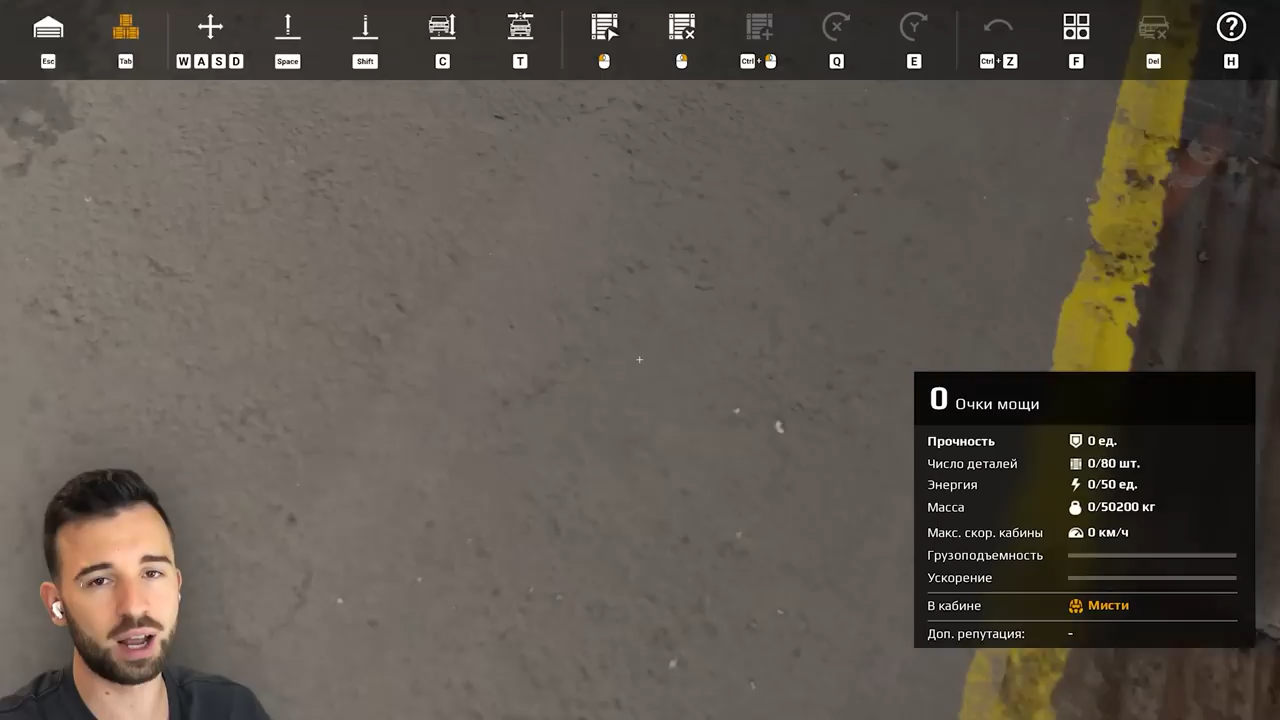 Esc
Tab
W A S D
Space
Shift
C
T
Ctrl +
Q
E
Ctrl + Z
F
Del
H
0 Очки мощи
Прочность 0 ед.
Число деталей 0/80 шт.
Энергия 0/50 ед.
Масса 0/50200 кг
Макс. скор. кабины 0 км/ч
Грузоподъемность
Ускорение
В кабине Мисти
Доп. репутация: -